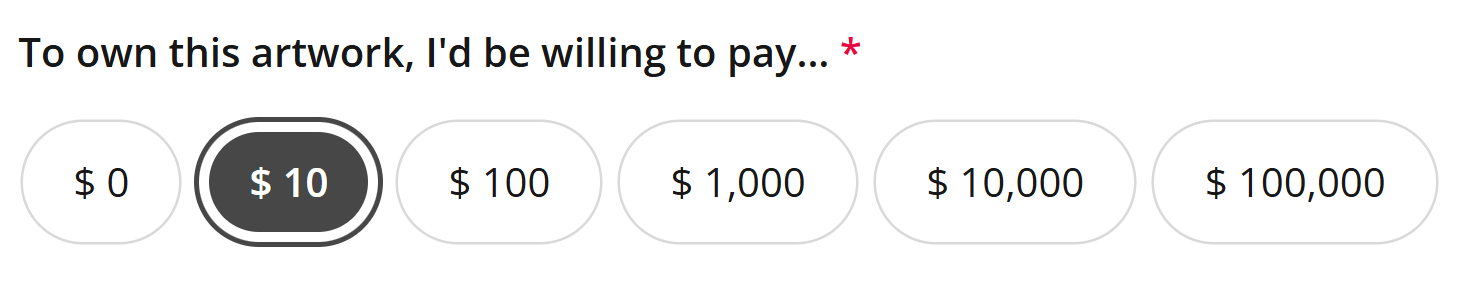 To own this artwork, I'd be willing to pay... *
$ 0 $ 10 $ 100 $ 1,000 $ 10,000 $ 100,000